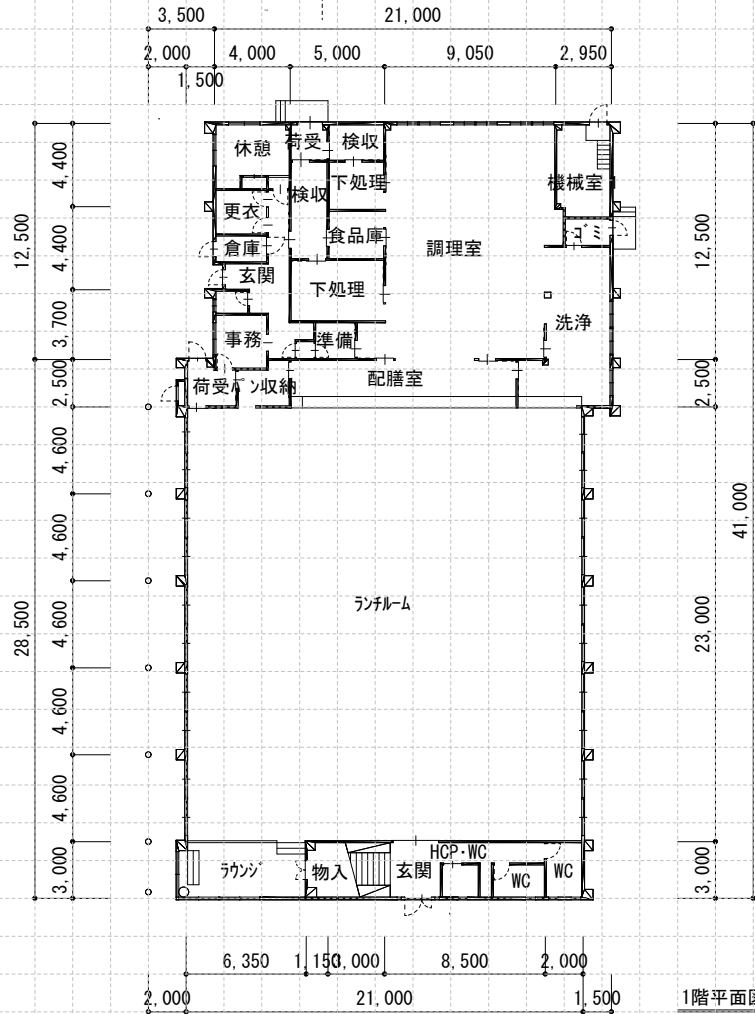 3,500
21,000
2,000
4,000
5,000
9,050
2,950
1,500
荷受
検収
休憩
4,400
下処理
機械室
検収
更衣
12,500
12,500
食品庫
ゴミ
倉庫
調理室
4,400
玄関
下処理
洗浄
3,700
事務
準備
配膳室
荷受
パン収納
2,500
2,500
4,600
41,000
4,600
ランチルーム
28,500
4,600
23,000
4,600
4,600
HCP・WC
ラウンジ
物入
玄関
WC
WC
3,000
3,000
6,350
1,150
3,000
8,500
2,000
2,000
21,000
1,500
1階平面図